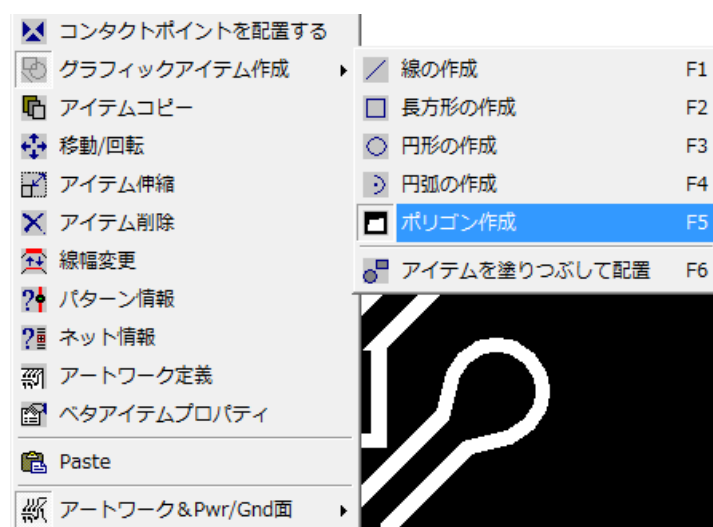 コンタクトポイントを配置する
グラフィックアイテム作成
アイテムコピー
移動/回転
アイテム伸縮
アイテム削除
線幅変更
パターン情報
ネット情報
アートワーク定義
ベタアイテムプロパティ
Paste
アートワーク&Pwr/Gnd面
線の作成 F1
長方形の作成 F2
円形の作成 F3
円弧の作成 F4
ポリゴン作成 F5
アイテムを塗りつぶして配置 F6